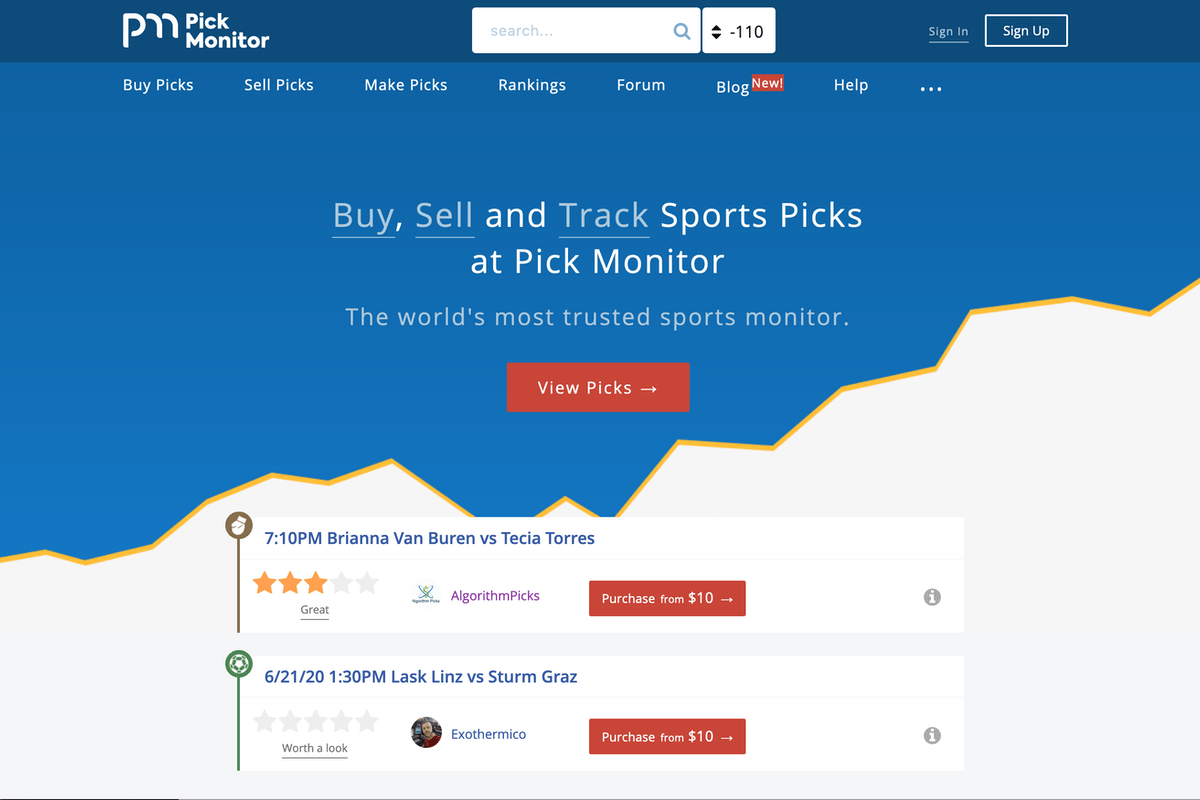 pm Pick
Monitor
search...
-110
Sign In
Sign Up
Buy Picks
Sell Picks
Make Picks
Rankings
Forum
Blog New!
Help
...
Buy, Sell and Track Sports Picks
at Pick Monitor
The world's most trusted sports monitor.
View Picks →
7:10PM Brianna Van Buren vs Tecia Torres
Great
Algorithm Picks
AlgorithmPicks
Purchase from $10 →
6/21/20 1:30PM Lask Linz vs Sturm Graz
Worth a look
Exothermico
Purchase from $10 →